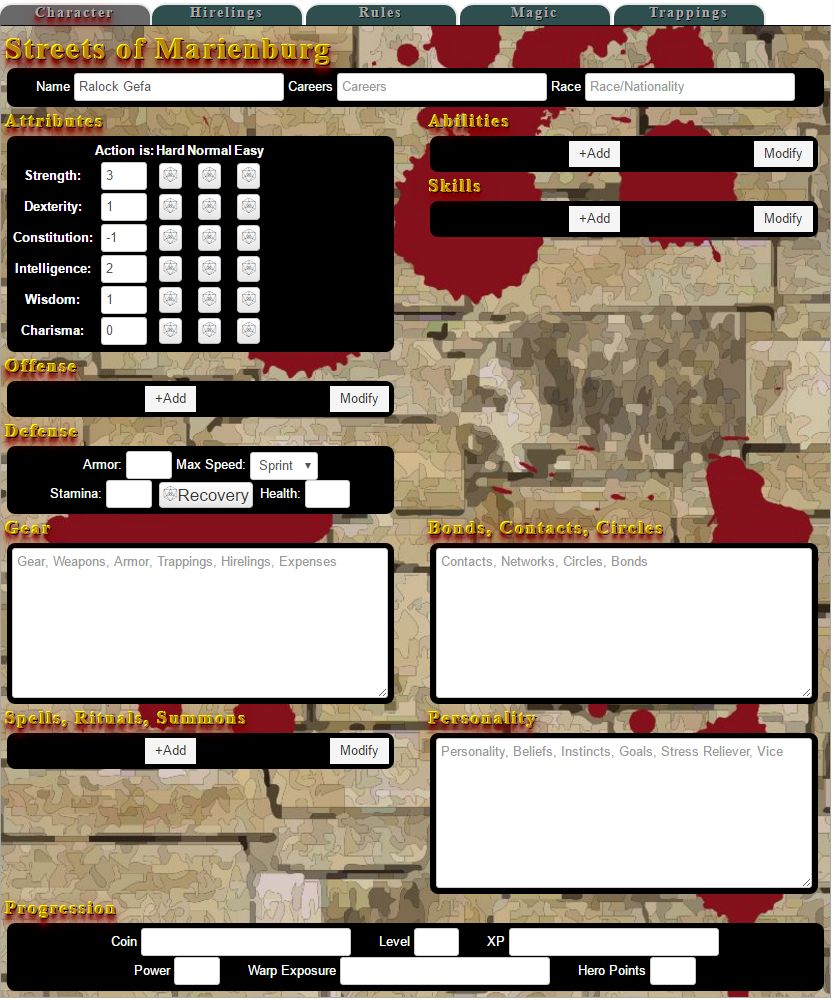 Character Hirelings Rules Magic Trappings
Streets of Marienburg
Name Ralock Gefa Careers Careers Race Race/Nationality
Attributes
Action is: Hard Normal Easy
Strength: 3
Dexterity: 1
Constitution: -1
Intelligence: 2
Wisdom: 1
Charisma: 0
Abilities
+Add Modify
Skills
+Add Modify
Offense
+Add Modify
Defense
Armor: Max Speed: Sprint
Stamina: Recovery Health:
Gear
Gear, Weapons, Armor, Trappings, Hirelings, Expenses
Bonds, Contacts, Circles
Contacts, Networks, Circles, Bonds
Spells, Rituals, Summons
+Add Modify
Personality
Personality, Beliefs, Instincts, Goals, Stress Reliever, Vice
Progression
Coin Level XP
Power Warp Exposure Hero Points